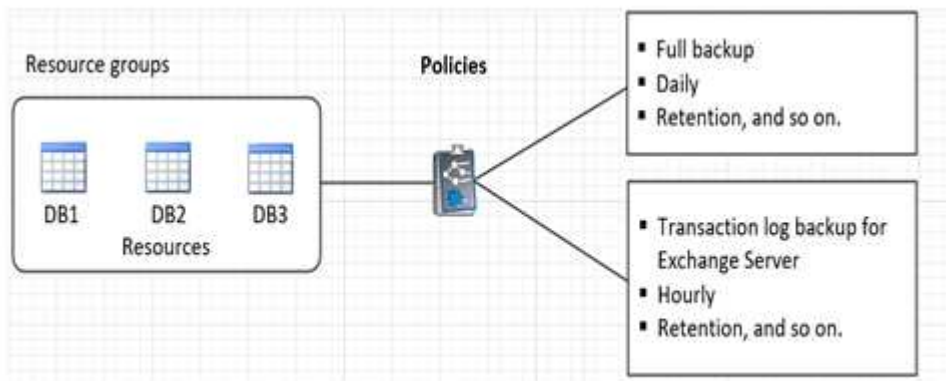 Resource groups
DB1 DB2 DB3
Resources
Policies
▪ Full backup
▪ Daily
▪ Retention, and so on.
▪ Transaction log backup for
Exchange Server
▪ Hourly
▪ Retention, and so on.